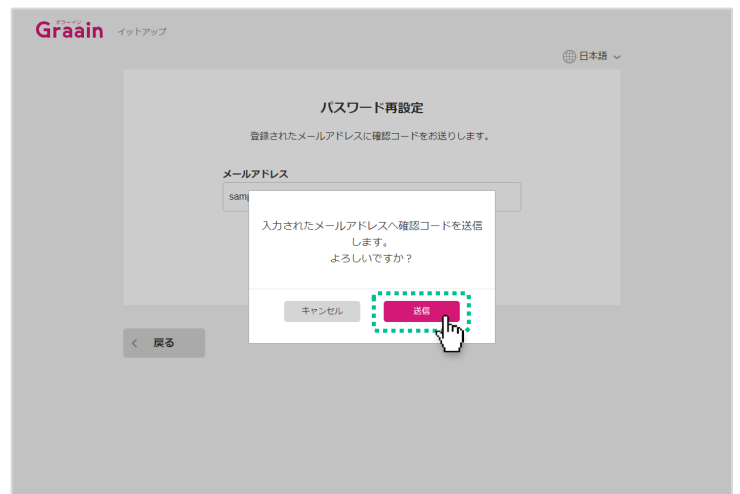 グラーイン
Graain イットアップ
日本語
パスワード再設定
登録されたメールアドレスに確認コードをお送りします。
メールアドレス
samp
入力されたメールアドレスへ確認コードを送信
します。
よろしいですか？
キャンセル 送信
戻る